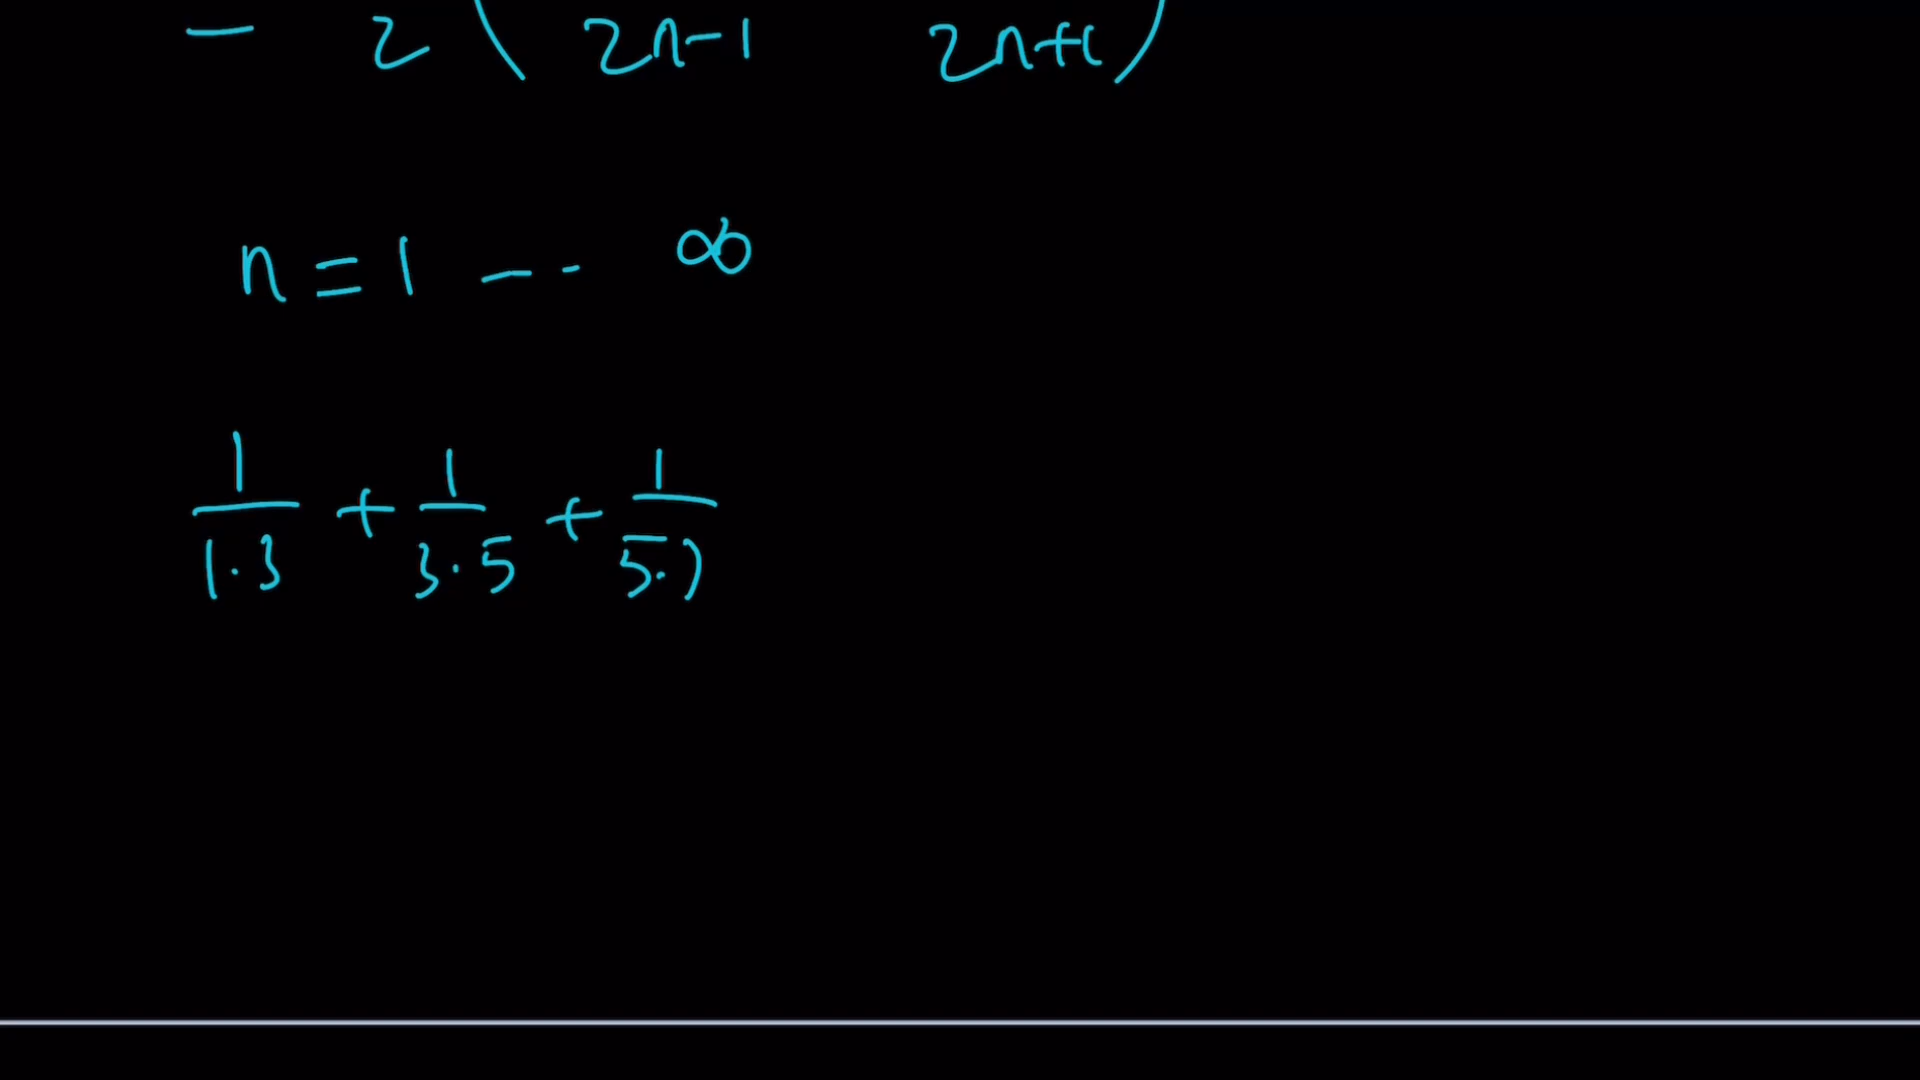 — 2 ( 2n-1 2n+1 )
n = 1 --- ∞
1/1·3 + 1/3·5 + 1/5·7